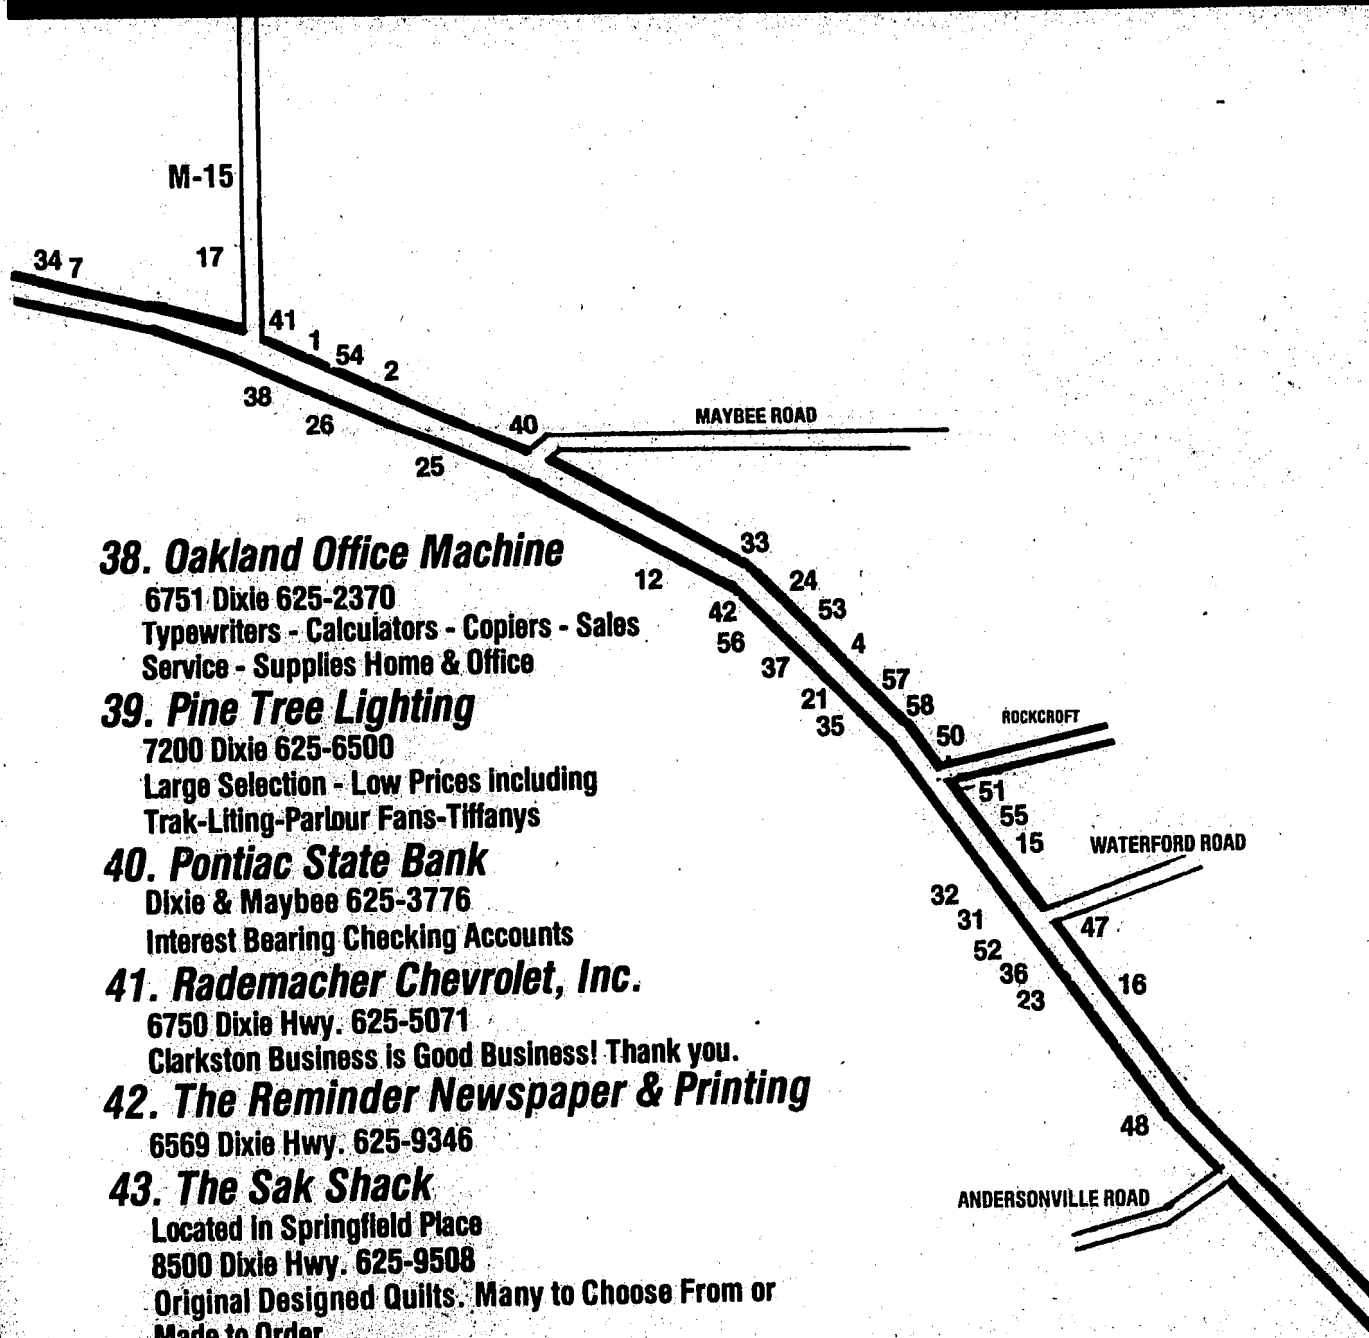 M-15
17
34 7
41
1
54
2
38
26
25
40
MAYBEE ROAD
33
12
24
42
53
56
4
37
57
21
58
35
50
ROCKCROFT
51
55
15
WATERFORD ROAD
32
31
47
52
36
16
23
48
ANDERSONVILLE ROAD
38. Oakland Office Machine
6751 Dixie 625-2370
Typewriters - Calculators - Copiers - Sales
Service - Supplies Home & Office
39. Pine Tree Lighting
7200 Dixie 625-6500
Large Selection - Low Prices including
Trak-Liting-Parlour Fans-Tiffanys
40. Pontiac State Bank
Dixie & Maybee 625-3776
Interest Bearing Checking Accounts
41. Rademacher Chevrolet, Inc.
6750 Dixie Hwy. 625-5071
Clarkston Business is Good Business! Thank you.
42. The Reminder Newspaper & Printing
6569 Dixie Hwy. 625-9346
43. The Sak Shack
Located in Springfield Place
8500 Dixie Hwy. 625-9508
Original Designed Quilts. Many to Choose From or
Made to Order